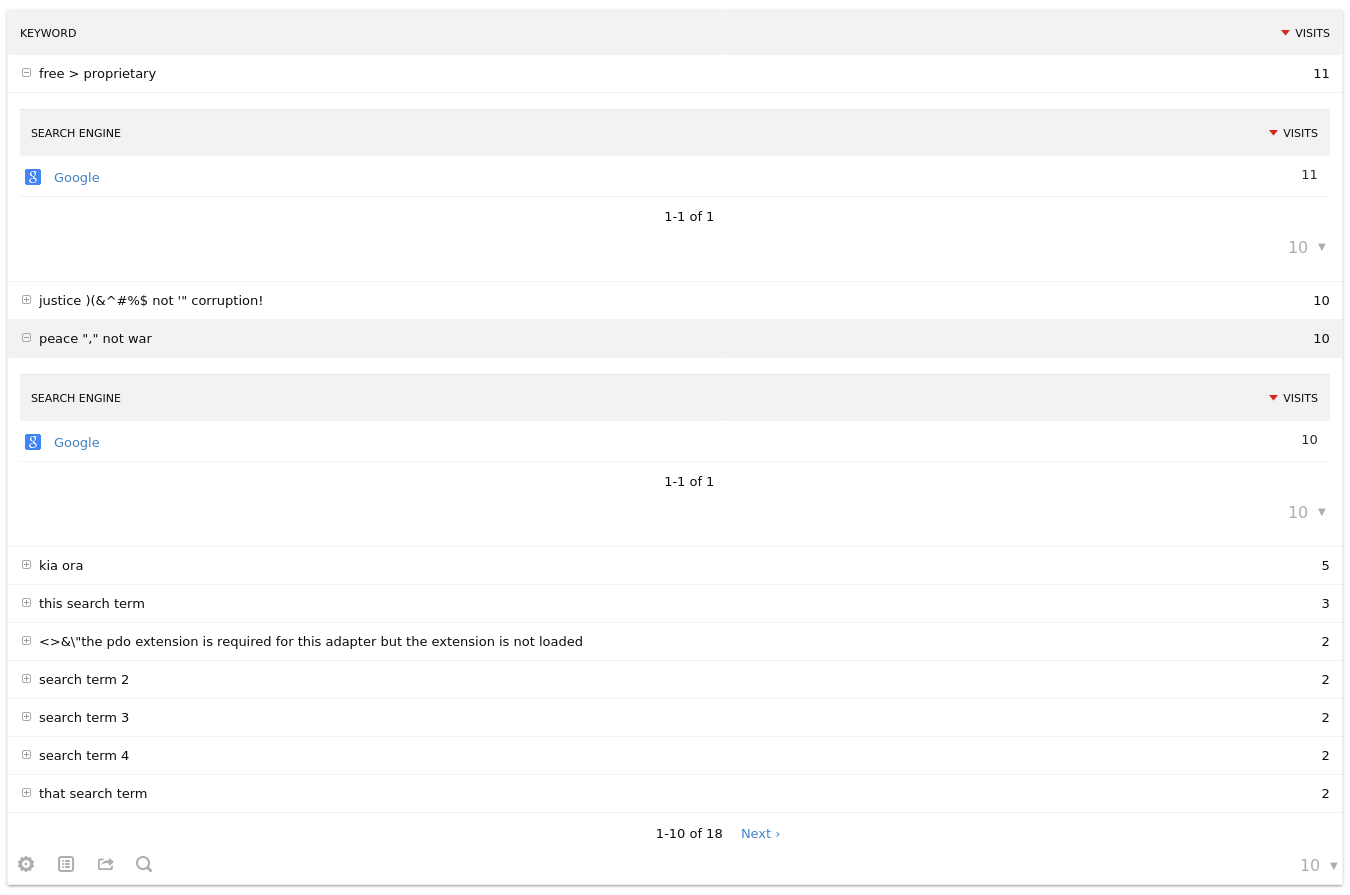 KEYWORD VISITS
free > proprietary 11
SEARCH ENGINE VISITS
Google 11
1-1 of 1
10
justice )(&^#%$ not '" corruption! 10
peace "," not war 10
SEARCH ENGINE VISITS
Google 10
1-1 of 1
10
kia ora 5
this search term 3
<>&\"the pdo extension is required for this adapter but the extension is not loaded 2
search term 2 2
search term 3 2
search term 4 2
that search term 2
1-10 of 18 Next ›
10